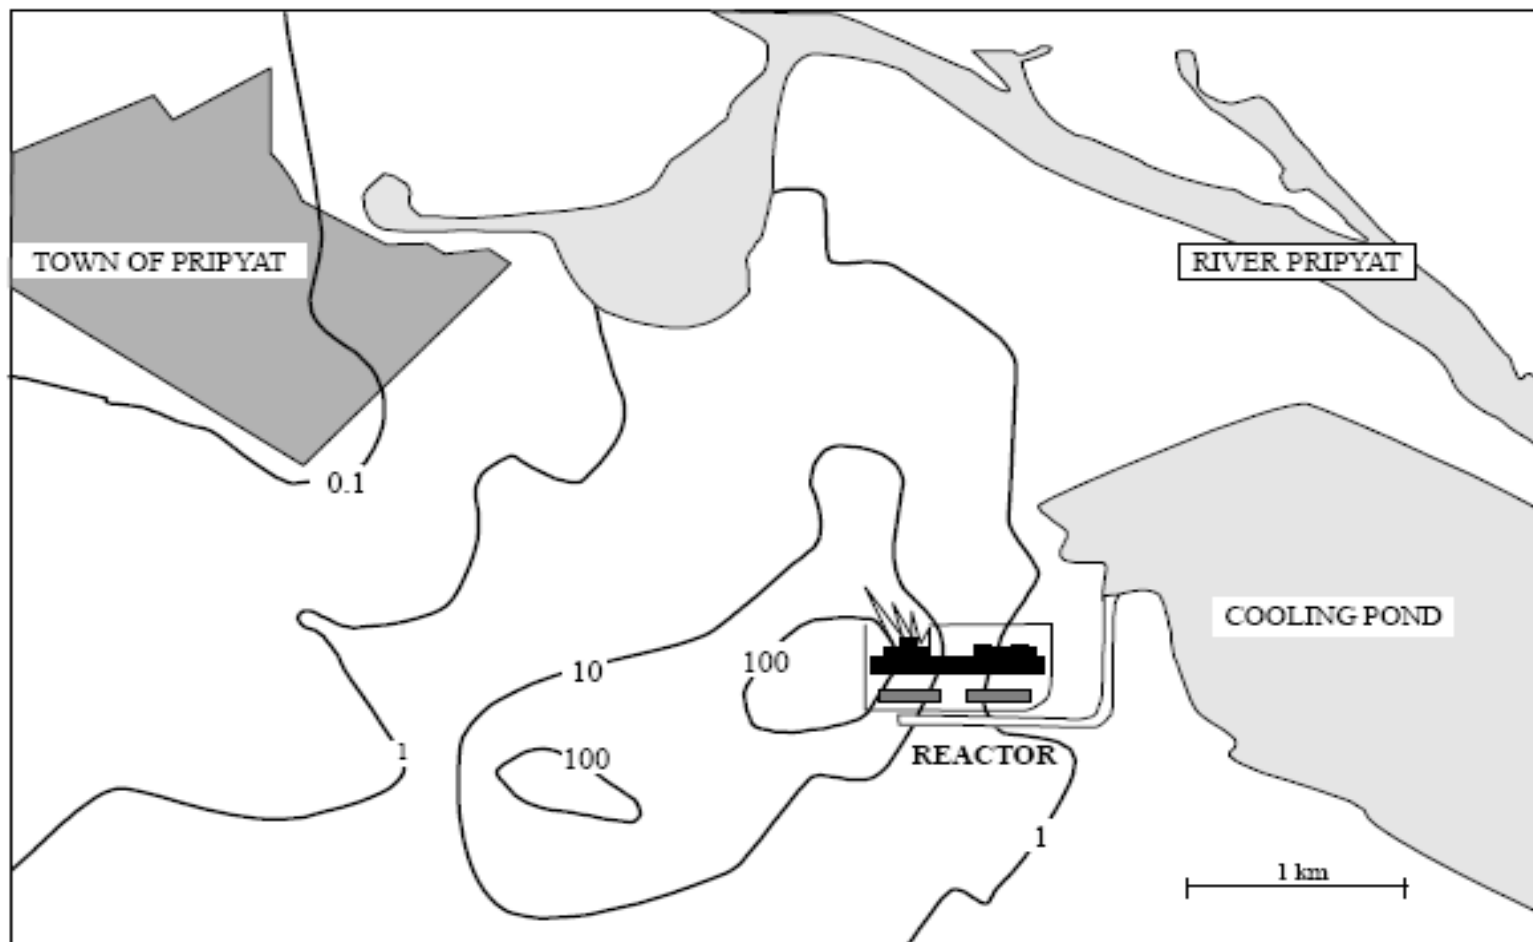 TOWN OF PRIPYAT
RIVER PRIPYAT
0.1
COOLING POND
100
10
1
100
REACTOR
1
1 km